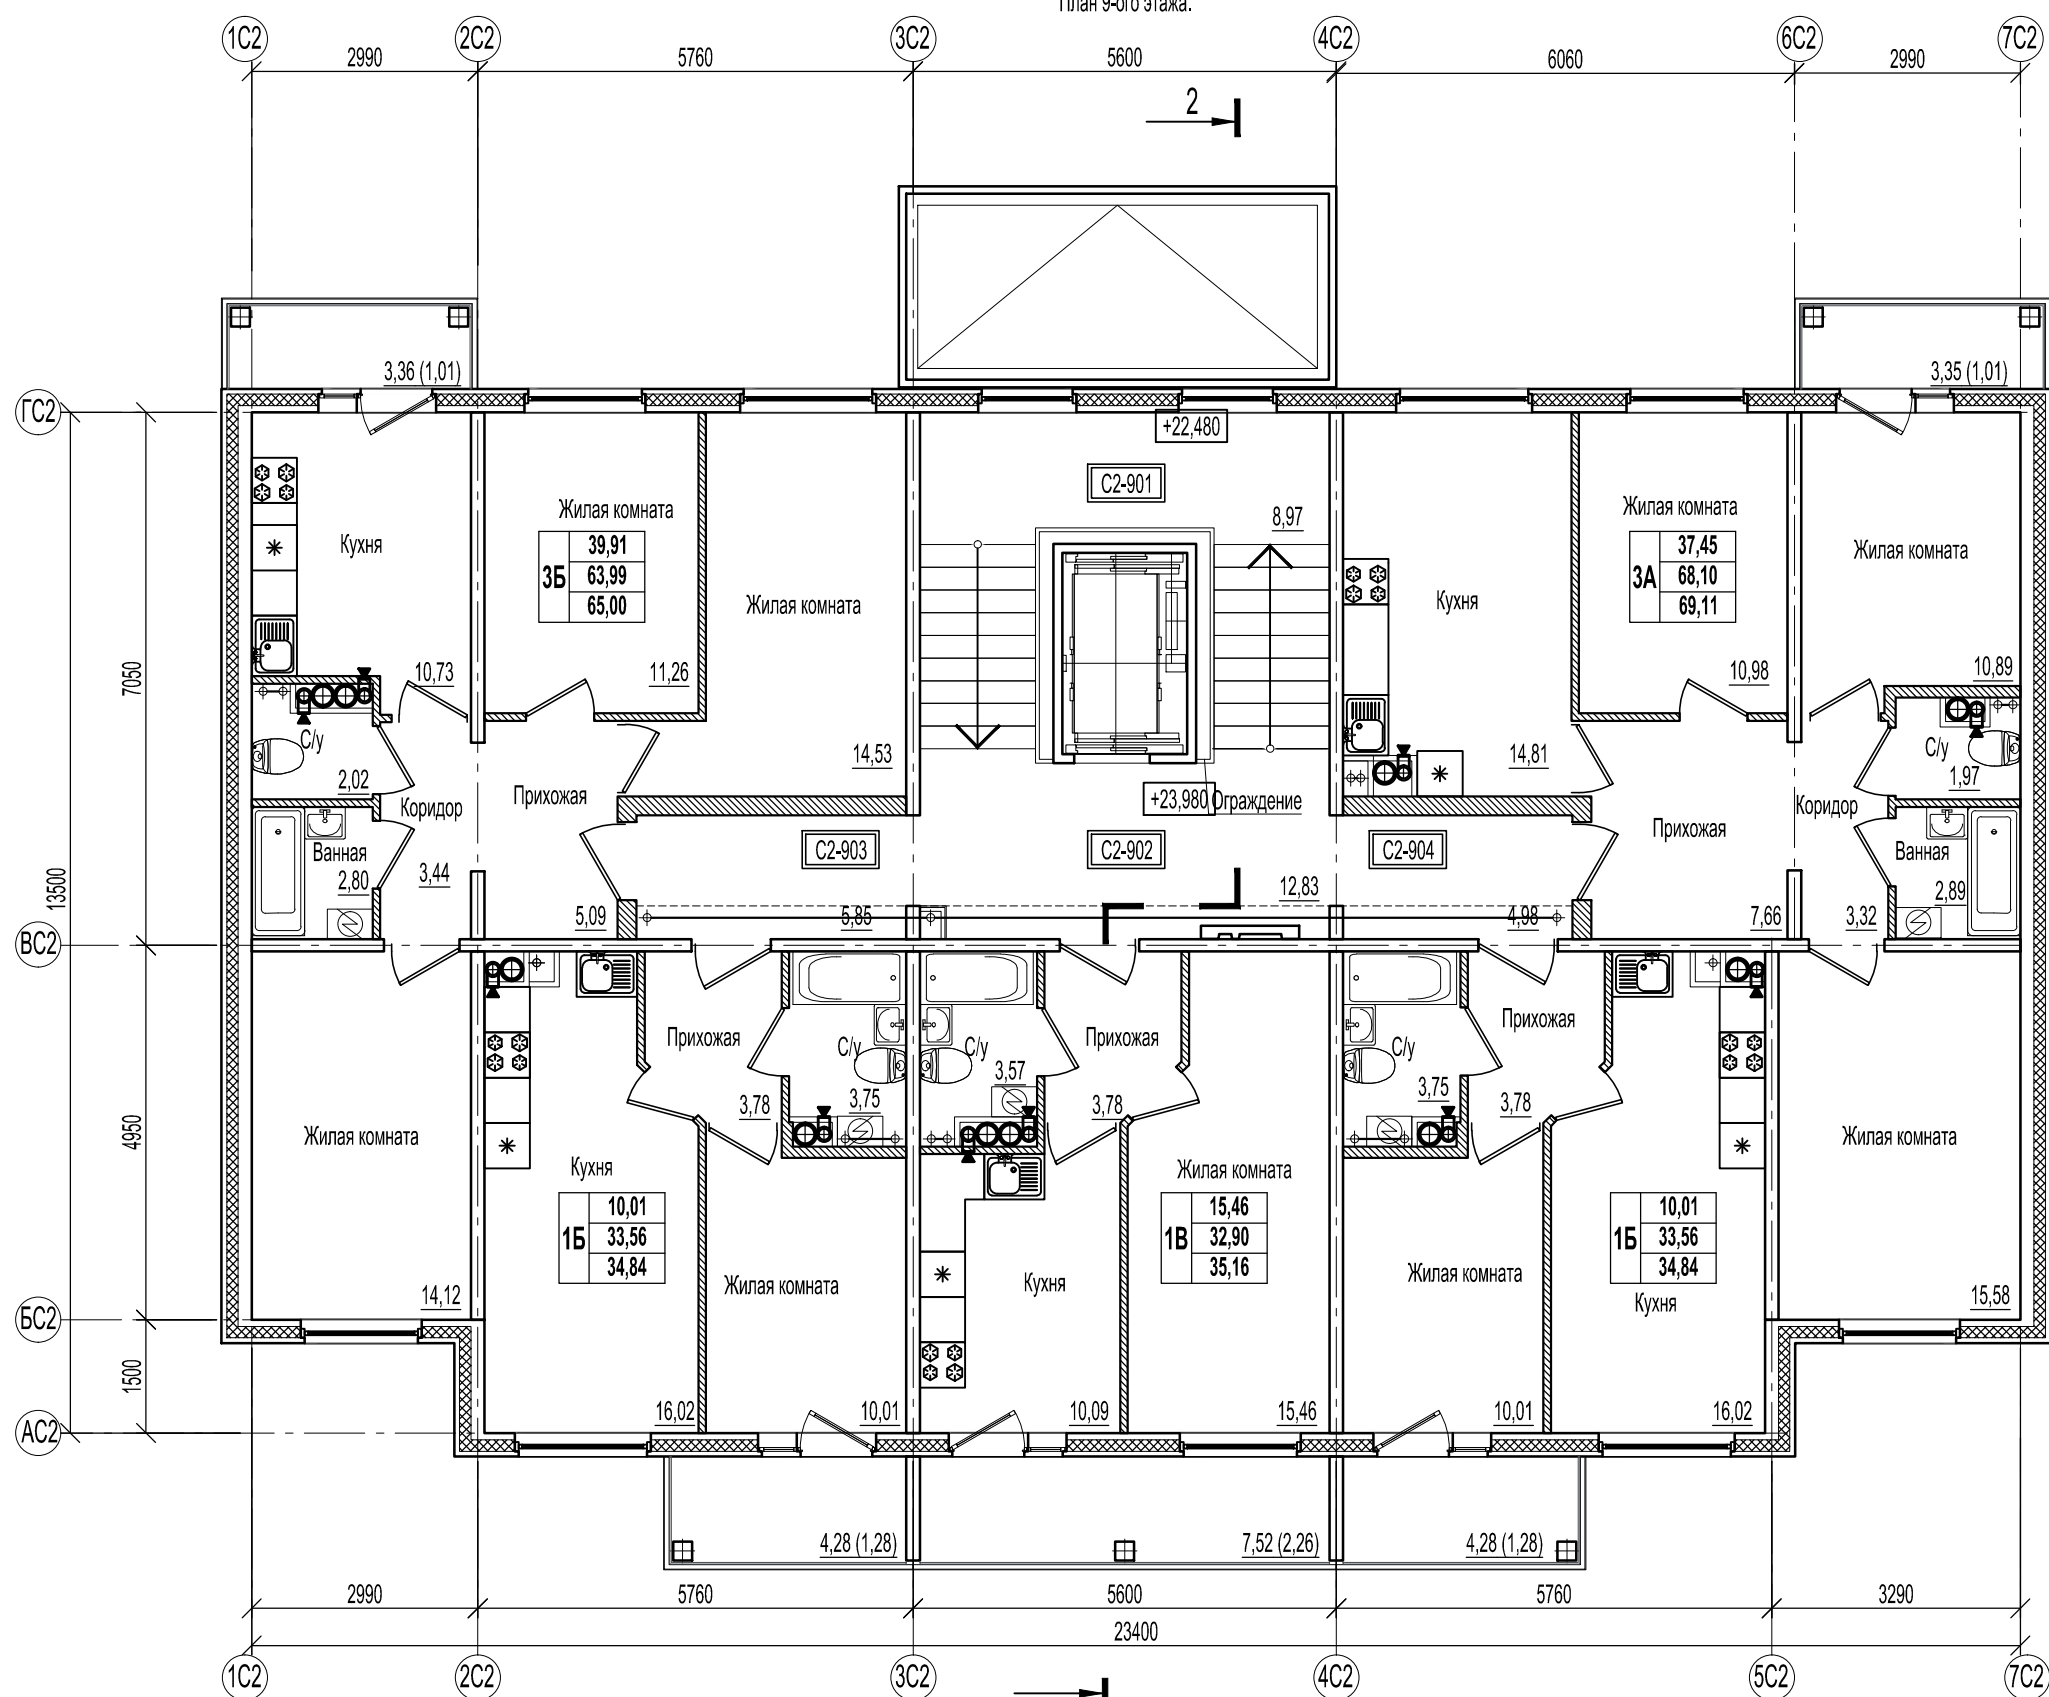 План 9-ого этажа.
1С2 2С2 3С2 4С2 6С2 7С2
2990 5760 5600 6060 2990
2
3,36 (1,01) 3,35 (1,01)
ГС2
+22,480
С2-901
8,97
Жилая комната
39,91
3Б 63,99
65,00
Жилая комната
37,45
3А 68,10
69,11
Кухня
Жилая комната
Кухня
Жилая комната
7050
10,73
11,26
10,98
10,89
С/у
2,02
14,53
14,81
С/у
1,97
Коридор
Прихожая
+23,980
Ограждение
Прихожая
Коридор
Ванная
2,80
3,44
С2-903
С2-902
С2-904
Ванная
2,89
13500
5,09
5,85
12,83
4,98
7,66
3,32
ВС2
Прихожая
С/у
С/у
Прихожая
С/у
Прихожая
3,78
3,75
3,57
3,78
3,75
3,78
4950
Жилая комната
Кухня
10,01
1Б 33,56
34,84
Жилая комната
Кухня
Жилая комната
15,46
1В 32,90
35,16
Жилая комната
10,01
1Б 33,56
34,84
Кухня
Жилая комната
14,12
15,58
БС2
1500
16,02
10,01
10,09
15,46
10,01
16,02
АС2
4,28 (1,28) 7,52 (2,26) 4,28 (1,28)
2990 5760 5600 5760 3290
23400
1С2 2С2 3С2 4С2 5С2 7С2